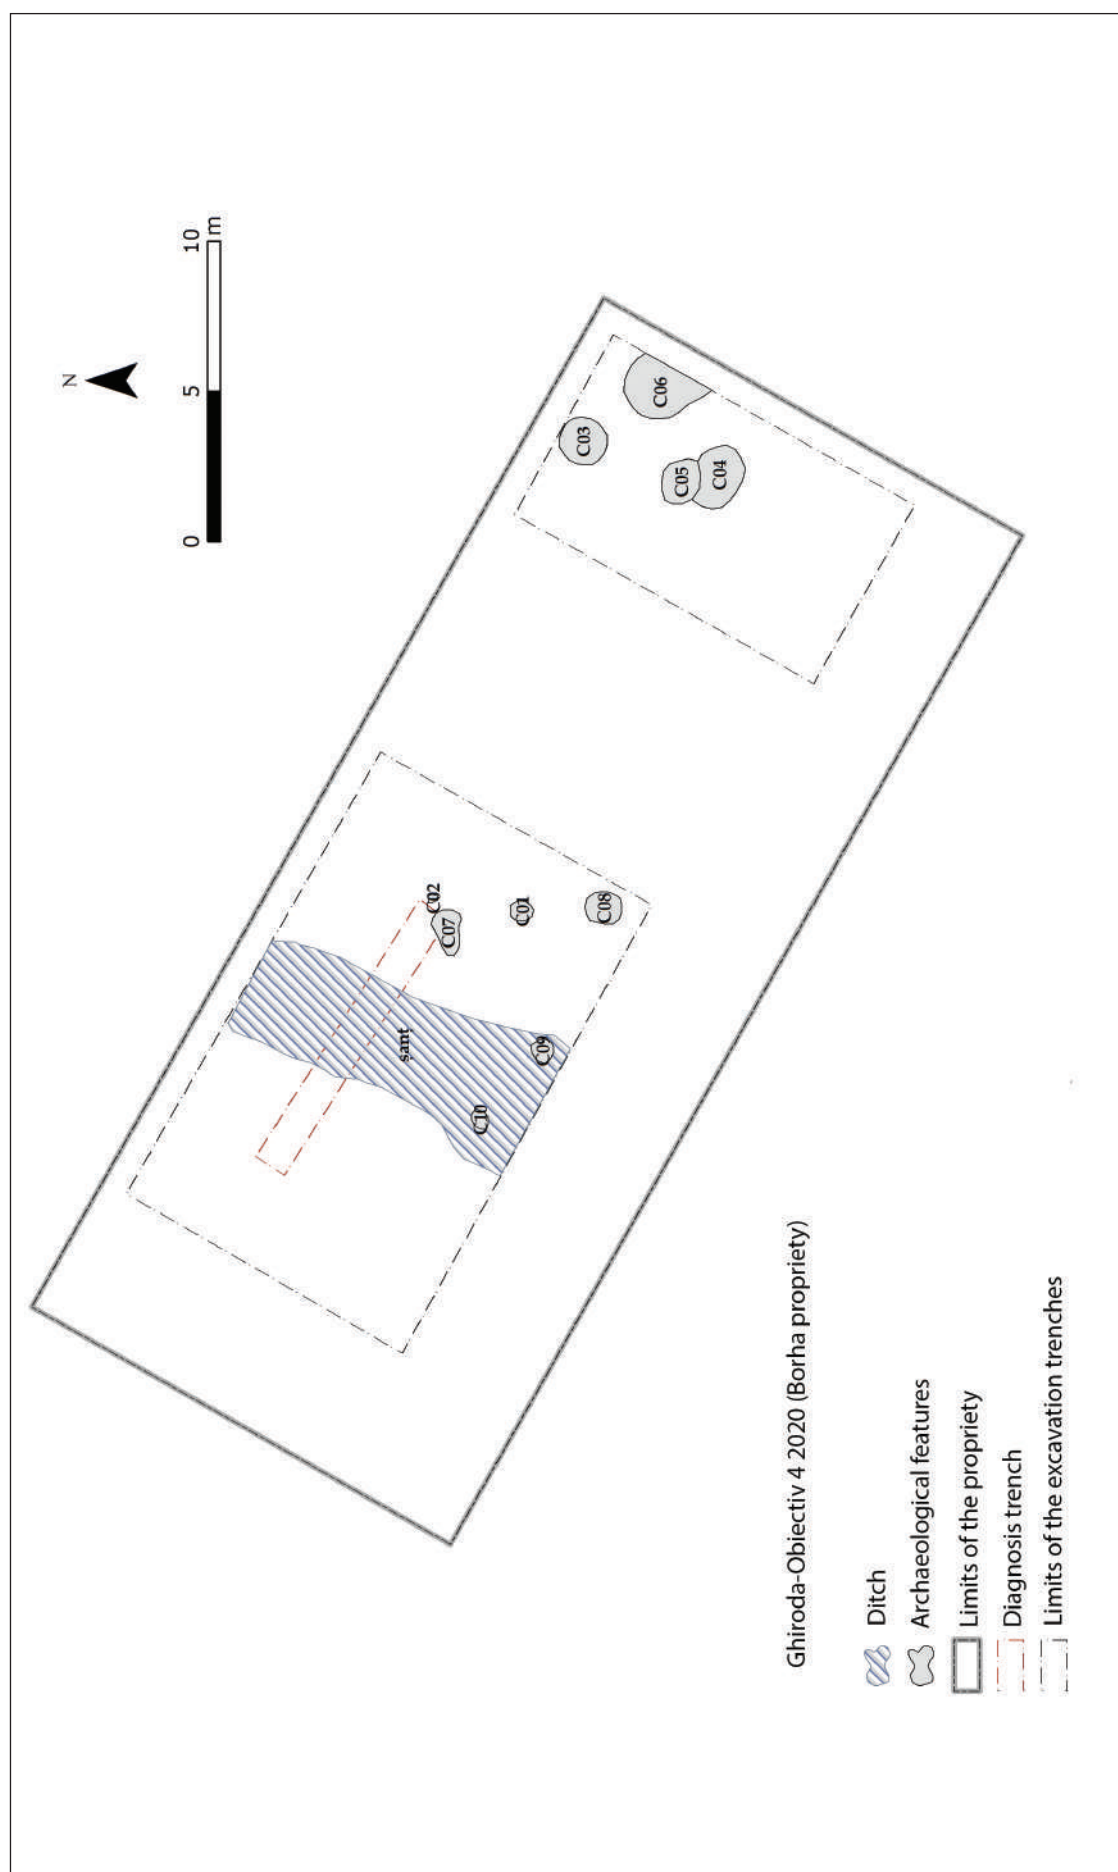 N
0 5 10
m
C03
C06
C05
C04
C02
C07
C01
C08
șanț
C09
C10
Ghiroda-Obiectiv 4 2020 (Borha propriety)
Ditch
Archaeological features
Limits of the propriety
Diagnosis trench
Limits of the excavation trenches